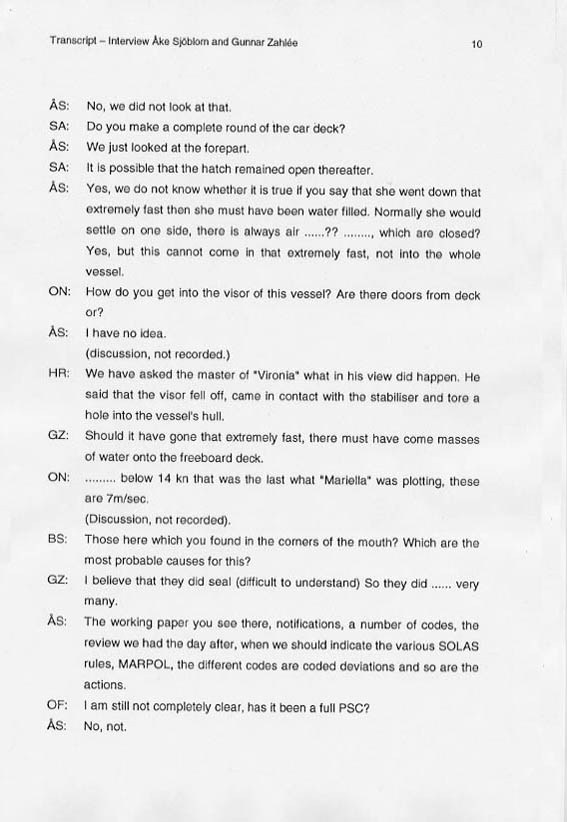 Transcript – Interview Åke Sjöblom and Gunnar Zahlée 10
ÅS: No, we did not look at that.
SA: Do you make a complete round of the car deck?
ÅS: We just looked at the forepart.
SA: It is possible that the hatch remained open thereafter.
ÅS: Yes, we do not know whether it is true if you say that she went down that
extremely fast then she must have been water filled. Normally she would
settle on one side, there is always air ......?? ........, which are closed?
Yes, but this cannot come in that extremely fast, not into the whole
vessel.
ON: How do you get into the visor of this vessel? Are there doors from deck
or?
ÅS: I have no idea.
(discussion, not recorded.)
HR: We have asked the master of "Vironia" what in his view did happen. He
said that the visor fell off, came in contact with the stabiliser and tore a
hole into the vessel's hull.
GZ: Should it have gone that extremely fast, there must have come masses
of water onto the freeboard deck.
ON: ......... below 14 kn that was the last what "Mariella" was plotting, these
are 7m/sec.
(Discussion, not recorded).
BS: Those here which you found in the corners of the mouth? Which are the
most probable causes for this?
GZ: I believe that they did seal (difficult to understand) So they did ...... very
many.
ÅS: The working paper you see there, notifications, a number of codes, the
review we had the day after, when we should indicate the various SOLAS
rules, MARPOL, the different codes are coded deviations and so are the
actions.
OF: I am still not completely clear, has it been a full PSC?
ÅS: No, not.